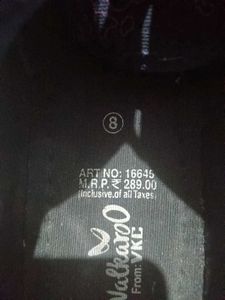 8
ART NO: 16645
M.R.P. ₹ 289.00
(Inclusive.of.all Taxes)
Walkaroo
From: VKC